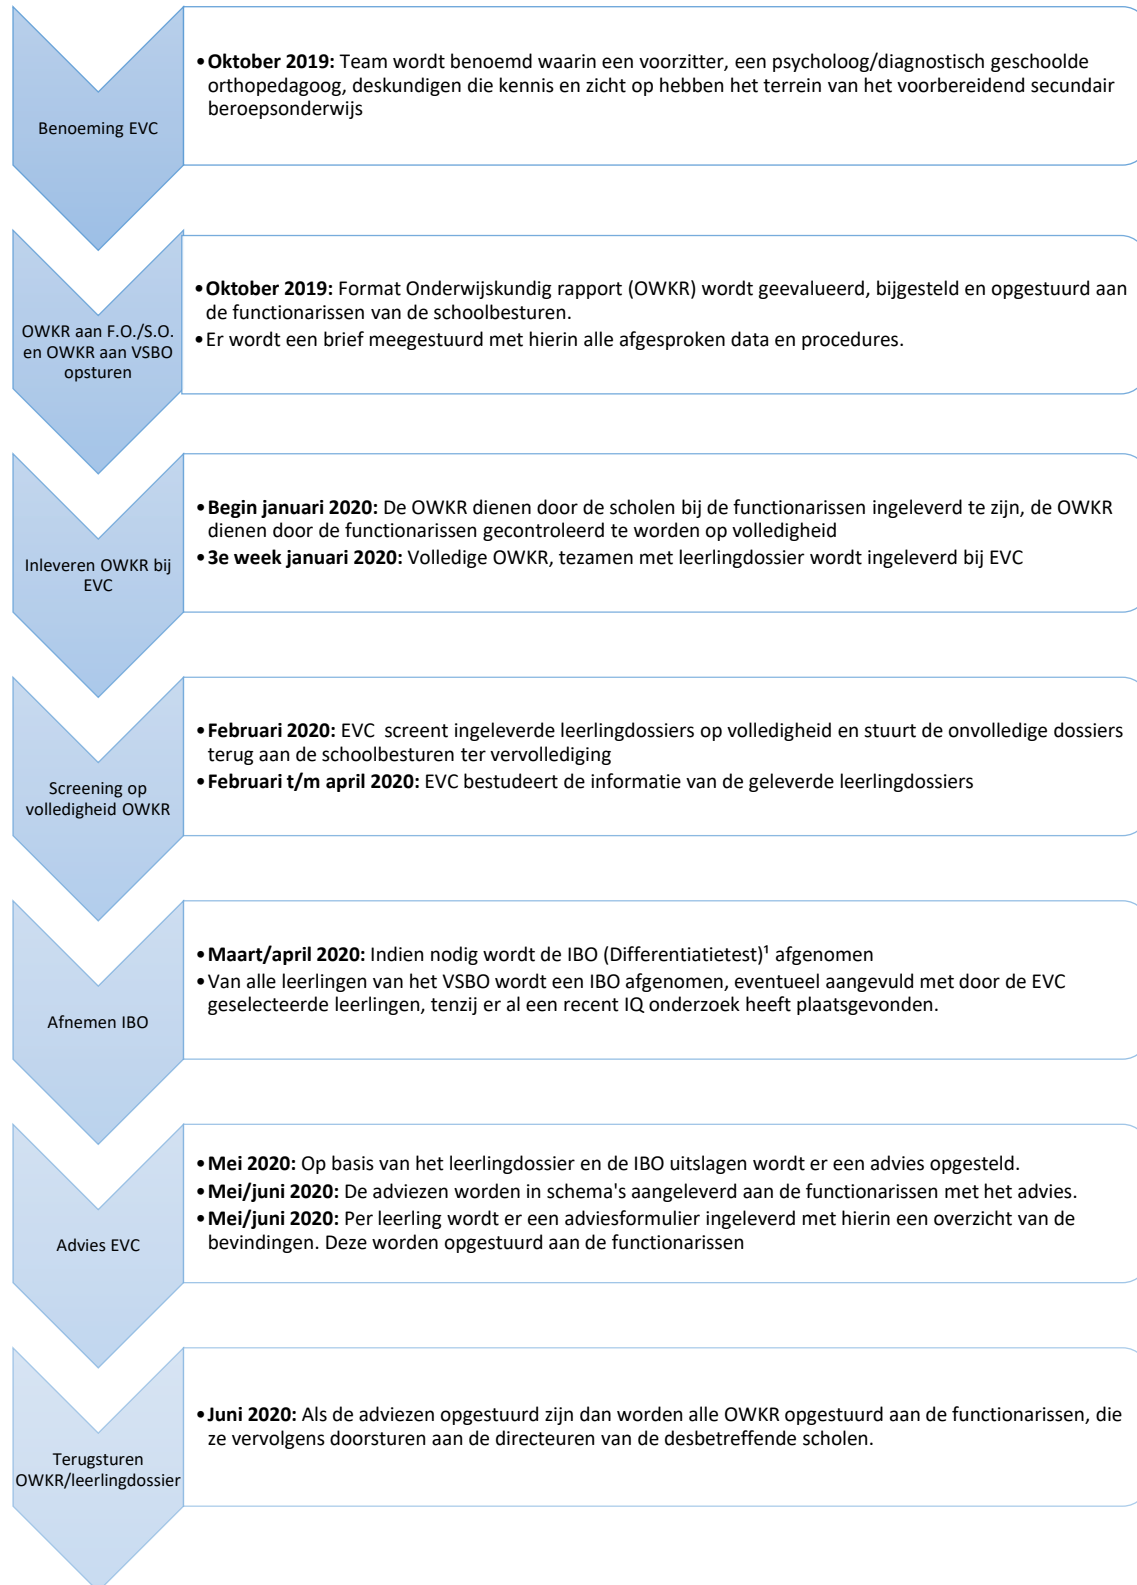 Benoeming EVC
•Oktober 2019: Team wordt benoemd waarin een voorzitter, een psycholoog/diagnostisch geschoolde
orthopedagoog, deskundigen die kennis en zicht op hebben het terrein van het voorbereidend secundair
beroepsonderwijs
OWKR aan F.O./S.O.
en OWKR aan VSBO
opsturen
•Oktober 2019: Format Onderwijskundig rapport (OWKR) wordt geevalueerd, bijgesteld en opgestuurd aan
de functionarissen van de schoolbesturen.
•Er wordt een brief meegestuurd met hierin alle afgesproken data en procedures.
Inleveren OWKR bij
EVC
•Begin januari 2020: De OWKR dienen door de scholen bij de functionarissen ingeleverd te zijn, de OWKR
dienen door de functionarissen gecontroleerd te worden op volledigheid
•3e week januari 2020: Volledige OWKR, tezamen met leerlingdossier wordt ingeleverd bij EVC
Screening op
volledigheid OWKR
•Februari 2020: EVC  screent ingeleverde leerlingdossiers op volledigheid en stuurt de onvolledige dossiers
terug aan de schoolbesturen ter vervollediging
•Februari t/m april 2020: EVC bestudeert de informatie van de geleverde leerlingdossiers
Afnemen IBO
•Maart/april 2020: Indien nodig wordt de IBO (Differentiatietest)¹ afgenomen
•Van alle leerlingen van het VSBO wordt een IBO afgenomen, eventueel aangevuld met door de EVC
geselecteerde leerlingen, tenzij er al een recent IQ onderzoek heeft plaatsgevonden.
Advies EVC
•Mei 2020: Op basis van het leerlingdossier en de IBO uitslagen wordt er een advies opgesteld.
•Mei/juni 2020: De adviezen worden in schema's aangeleverd aan de functionarissen met het advies.
•Mei/juni 2020: Per leerling wordt er een adviesformulier ingeleverd met hierin een overzicht van de
bevindingen. Deze worden opgestuurd aan de functionarissen
Terugsturen
OWKR/leerlingdossier
•Juni 2020: Als de adviezen opgestuurd zijn dan worden alle OWKR opgestuurd aan de functionarissen, die
ze vervolgens doorsturen aan de directeuren van de desbetreffende scholen.